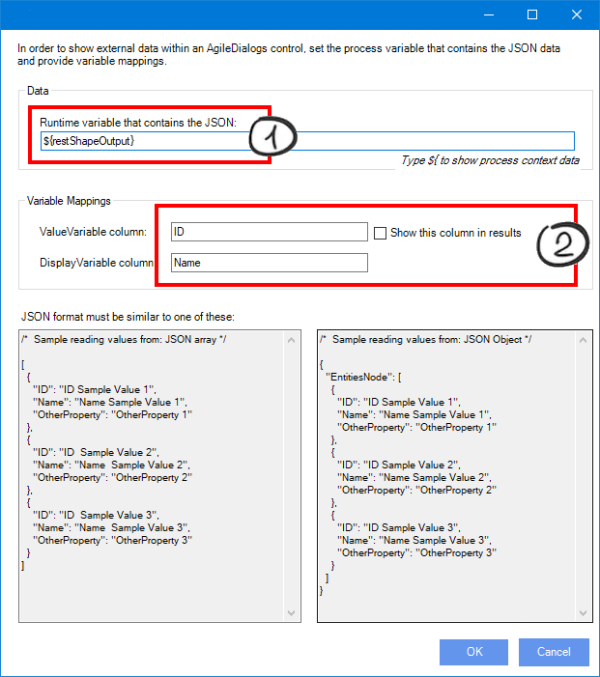 In order to show external data within an AgileDialogs control, set the process variable that contains the JSON data
and provide variable mappings.
Data
Runtime variable that contains the JSON:
1
${restShapeOutput}
Type ${ to show process context data
Variable Mappings
ValueVariable column:
ID
Show this column in results
2
DisplayVariable column
Name
JSON format must be similar to one of these:
/*  Sample reading values from: JSON array */
[
{
"ID": "ID Sample Value 1",
"Name": "Name Sample Value 1",
"OtherProperty": "OtherProperty 1"
},
{
"ID": "ID  Sample Value 2",
"Name": "Name  Sample Value 2",
"OtherProperty": "OtherProperty 2"
},
{
"ID": "ID  Sample Value 3",
"Name": "Name  Sample Value 3",
"OtherProperty": "OtherProperty 3"
}
]
/*  Sample reading values from: JSON Object */
{
"EntitiesNode": [
{
"ID": "ID Sample Value 1",
"Name": "Name Sample Value 1",
"OtherProperty": "OtherProperty 1"
},
{
"ID": "ID Sample Value 2",
"Name": "Name Sample Value 2",
"OtherProperty": "OtherProperty 2"
},
{
"ID": "ID Sample Value 3",
"Name": "Name Sample Value 3",
"OtherProperty": "OtherProperty 3"
}
]
}
OK
Cancel